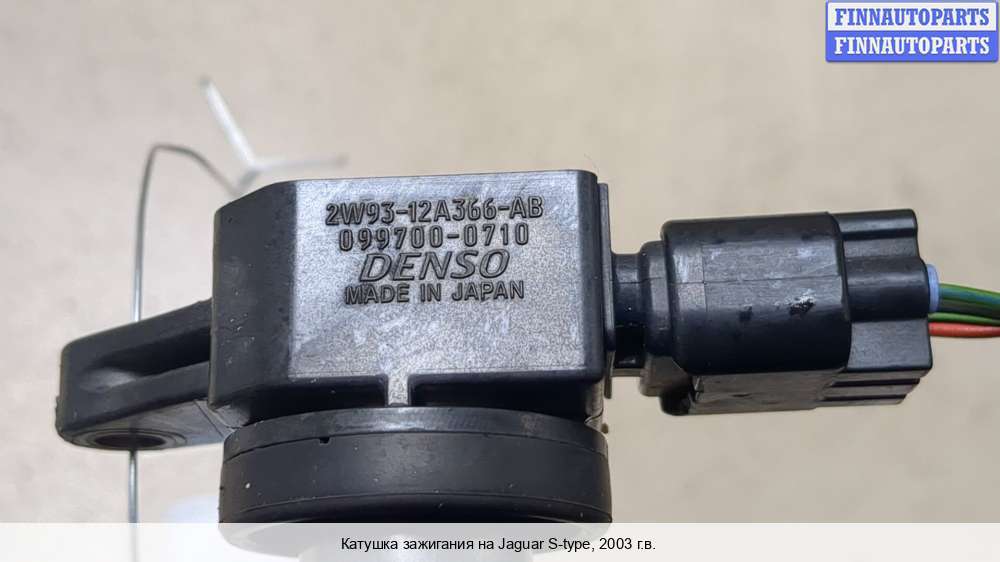 FINNAUTOPARTS
FINNAUTOPARTS
2W93-12A366-AB
099700-0710
DENSO
MADE IN JAPAN
Катушка зажигания на Jaguar S-type, 2003 г.в.